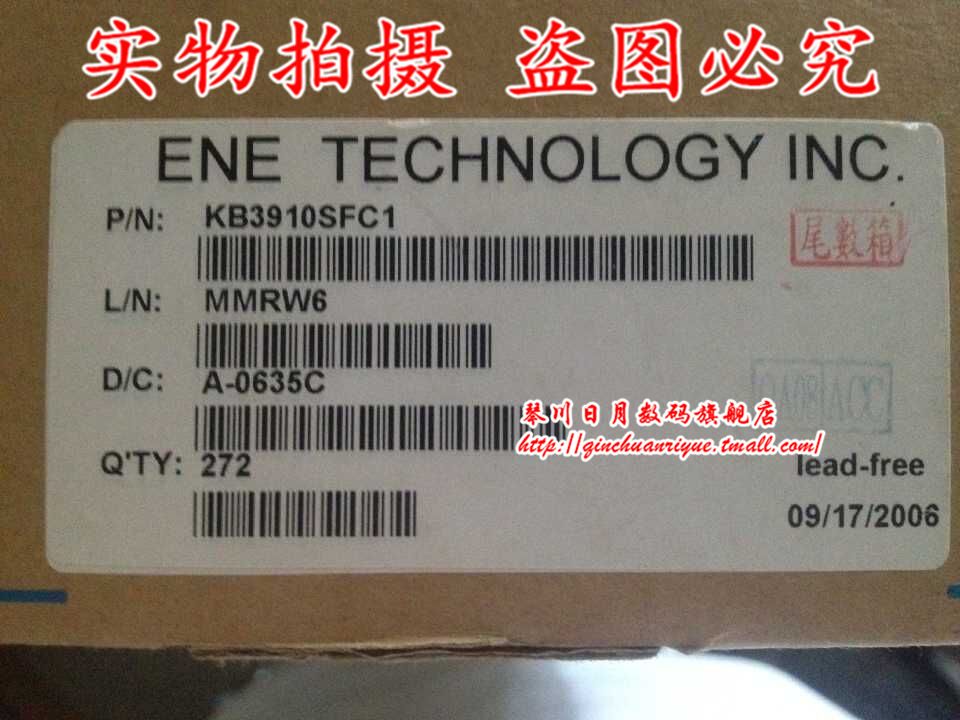 实物拍摄 盗图必究
ENE TECHNOLOGY INC.
P/N: KB3910SFC1
尾數箱
L/N: MMRW6
D/C: A-0635C
琴川日月数码旗舰店
http://qinchuanriyue.tmall.com/
Q'TY: 272
lead-free
09/17/2006